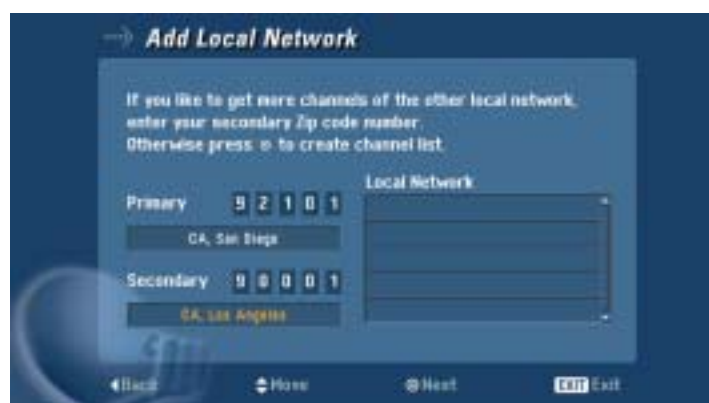 Add Local Network
If you like to get more channels of the other local network,
enter your secondary Zip code number.
Otherwise press to create channel list.
Local Network
Primary 9 2 1 0 1
CA, San Diego
Secondary 9 0 0 0 1
CA, Los Angeles
Back Move Next EXIT Exit